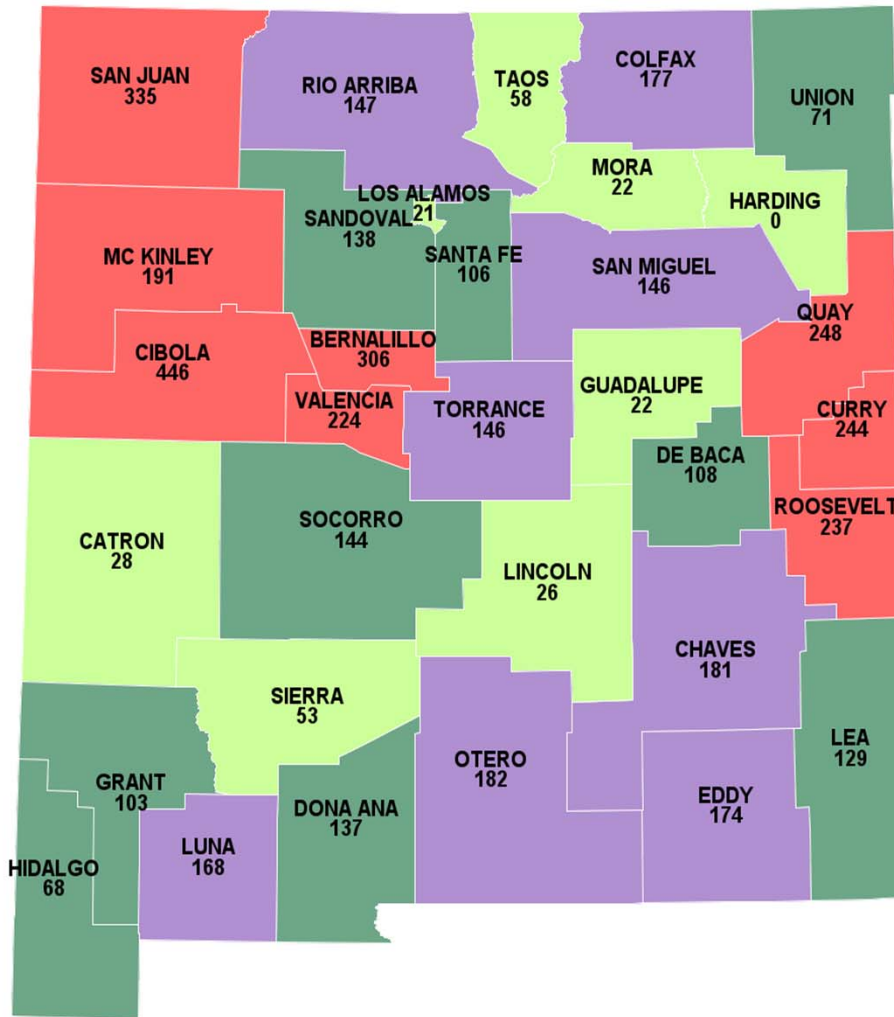 SAN JUAN
335
RIO ARRIBA
147
TAOS
58
COLFAX
177
UNION
71
MORA
22
HARDING
0
LOS ALAMOS
21
SANDOVAL
138
SANTA FE
106
MC KINLEY
191
SAN MIGUEL
146
QUAY
248
CIBOLA
446
BERNALILLO
306
VALENCIA
224
TORRANCE
146
GUADALUPE
22
CURRY
244
DE BACA
108
ROOSEVELT
237
CATRON
28
SOCORRO
144
LINCOLN
26
CHAVES
181
SIERRA
53
LEA
129
OTERO
182
GRANT
103
DONA ANA
137
EDDY
174
LUNA
168
HIDALGO
68